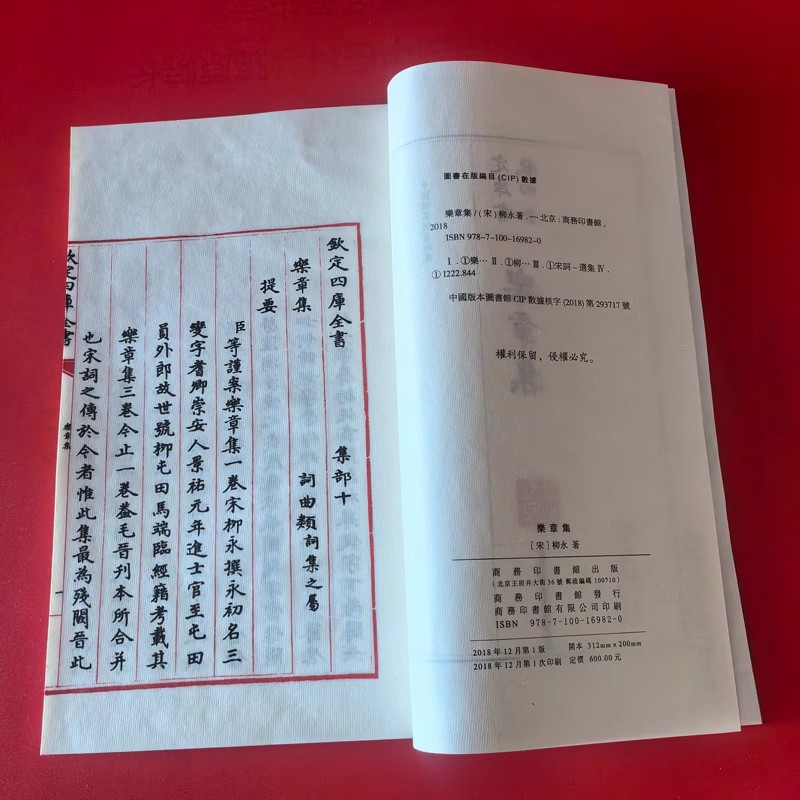 欽定四庫全書 集部十
樂章集 詞曲類詞集之屬
提要
臣等謹案樂章集一卷宋柳永撰永初名三
變字耆卿崇安人景祐元年進士官至屯田
員外郎故世號柳屯田馬端臨經籍考載其
樂章集三卷今止一卷蓋毛晉刊本所合并
也宋詞之傳於今者惟此集最為殘闕晉此
欽定四庫全書
樂章集
圖書在版編目(CIP)數據
樂章集/(宋)柳永著.—北京:商務印書館,
2018
ISBN 978-7-100-16982-0
Ⅰ.①樂… Ⅱ.①柳… Ⅲ.①宋詞-選集 Ⅳ.
①I222.844
中國版本圖書館CIP數據核字(2018)第293717號
權利保留,侵權必究。
樂章集
[宋]柳永 著
商務印書館出版
(北京王府井大街36號 郵政編碼100710)
商務印書館發行
商務印書館有限公司印刷
ISBN 978-7-100-16982-0
2018年12月第1版 開本 312mm×200mm
2018年12月第1次印刷 定價 600.00元